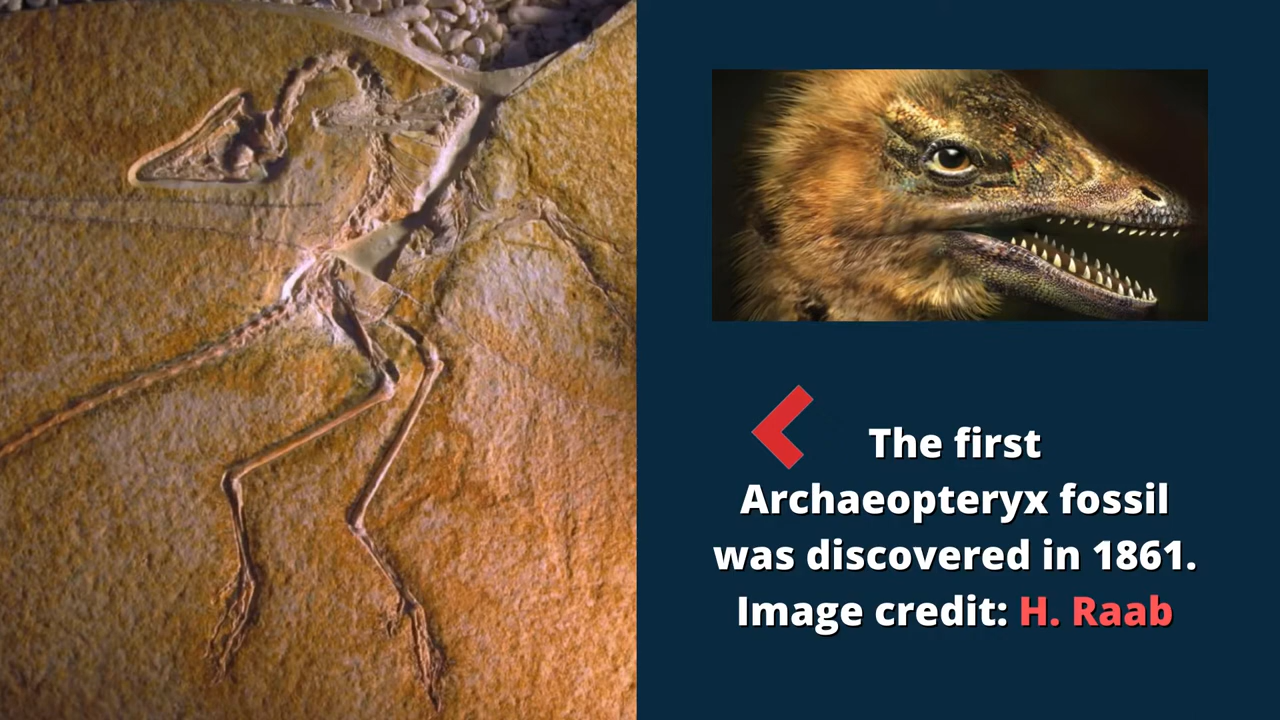 The first
Archaeopteryx fossil
was discovered in 1861.
Image credit: H. Raab